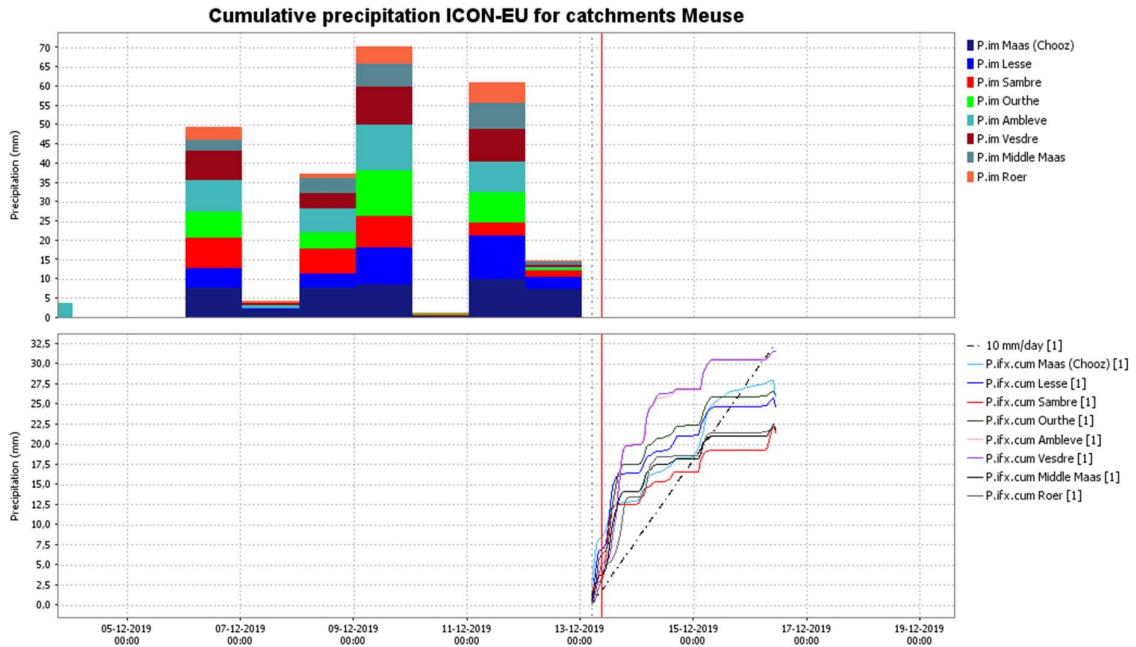 Cumulative precipitation ICON-EU for catchments Meuse
Precipitation (mm)
70
65
60
55
50
45
40
35
30
25
20
15
10
5
0
P.im Maas (Chooz)
P.im Lesse
P.im Sambre
P.im Ourthe
P.im Ambleve
P.im Vesdre
P.im Middle Maas
P.im Roer
Precipitation (mm)
32,5
30,0
27,5
25,0
22,5
20,0
17,5
15,0
12,5
10,0
7,5
5,0
2,5
0,0
10 mm/day [1]
P.ifx.cum Maas (Chooz) [1]
P.ifx.cum Lesse [1]
P.ifx.cum Sambre [1]
P.ifx.cum Ourthe [1]
P.ifx.cum Ambleve [1]
P.ifx.cum Vesdre [1]
P.ifx.cum Middle Maas [1]
P.ifx.cum Roer [1]
05-12-2019 07-12-2019 09-12-2019 11-12-2019 13-12-2019 15-12-2019 17-12-2019 19-12-2019
00:00 00:00 00:00 00:00 00:00 00:00 00:00 00:00